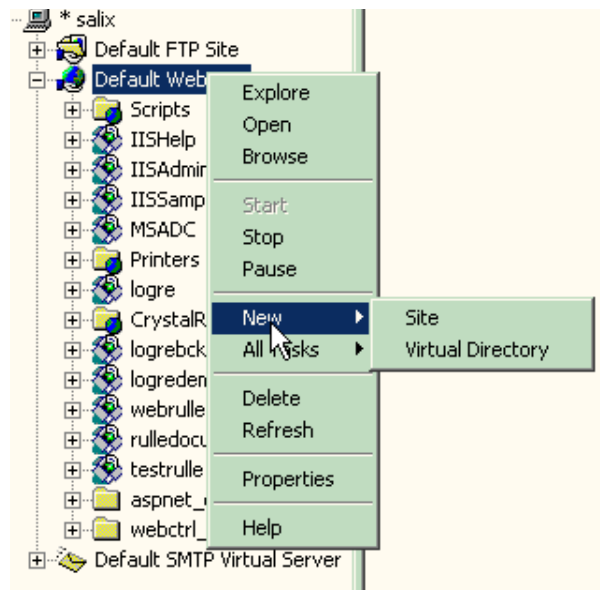 * salix
Default FTP Site
Default Web
Scripts
IISHelp
IISAdmin
IISSamp
MSADC
Printers
logre
CrystalR
logrebck
logreden
webrulle
rulledocu
testrulle
aspnet_
webctrl_
Default SMTP Virtual Server
Explore
Open
Browse
Start
Stop
Pause
New
All Tasks
Delete
Refresh
Properties
Help
Site
Virtual Directory